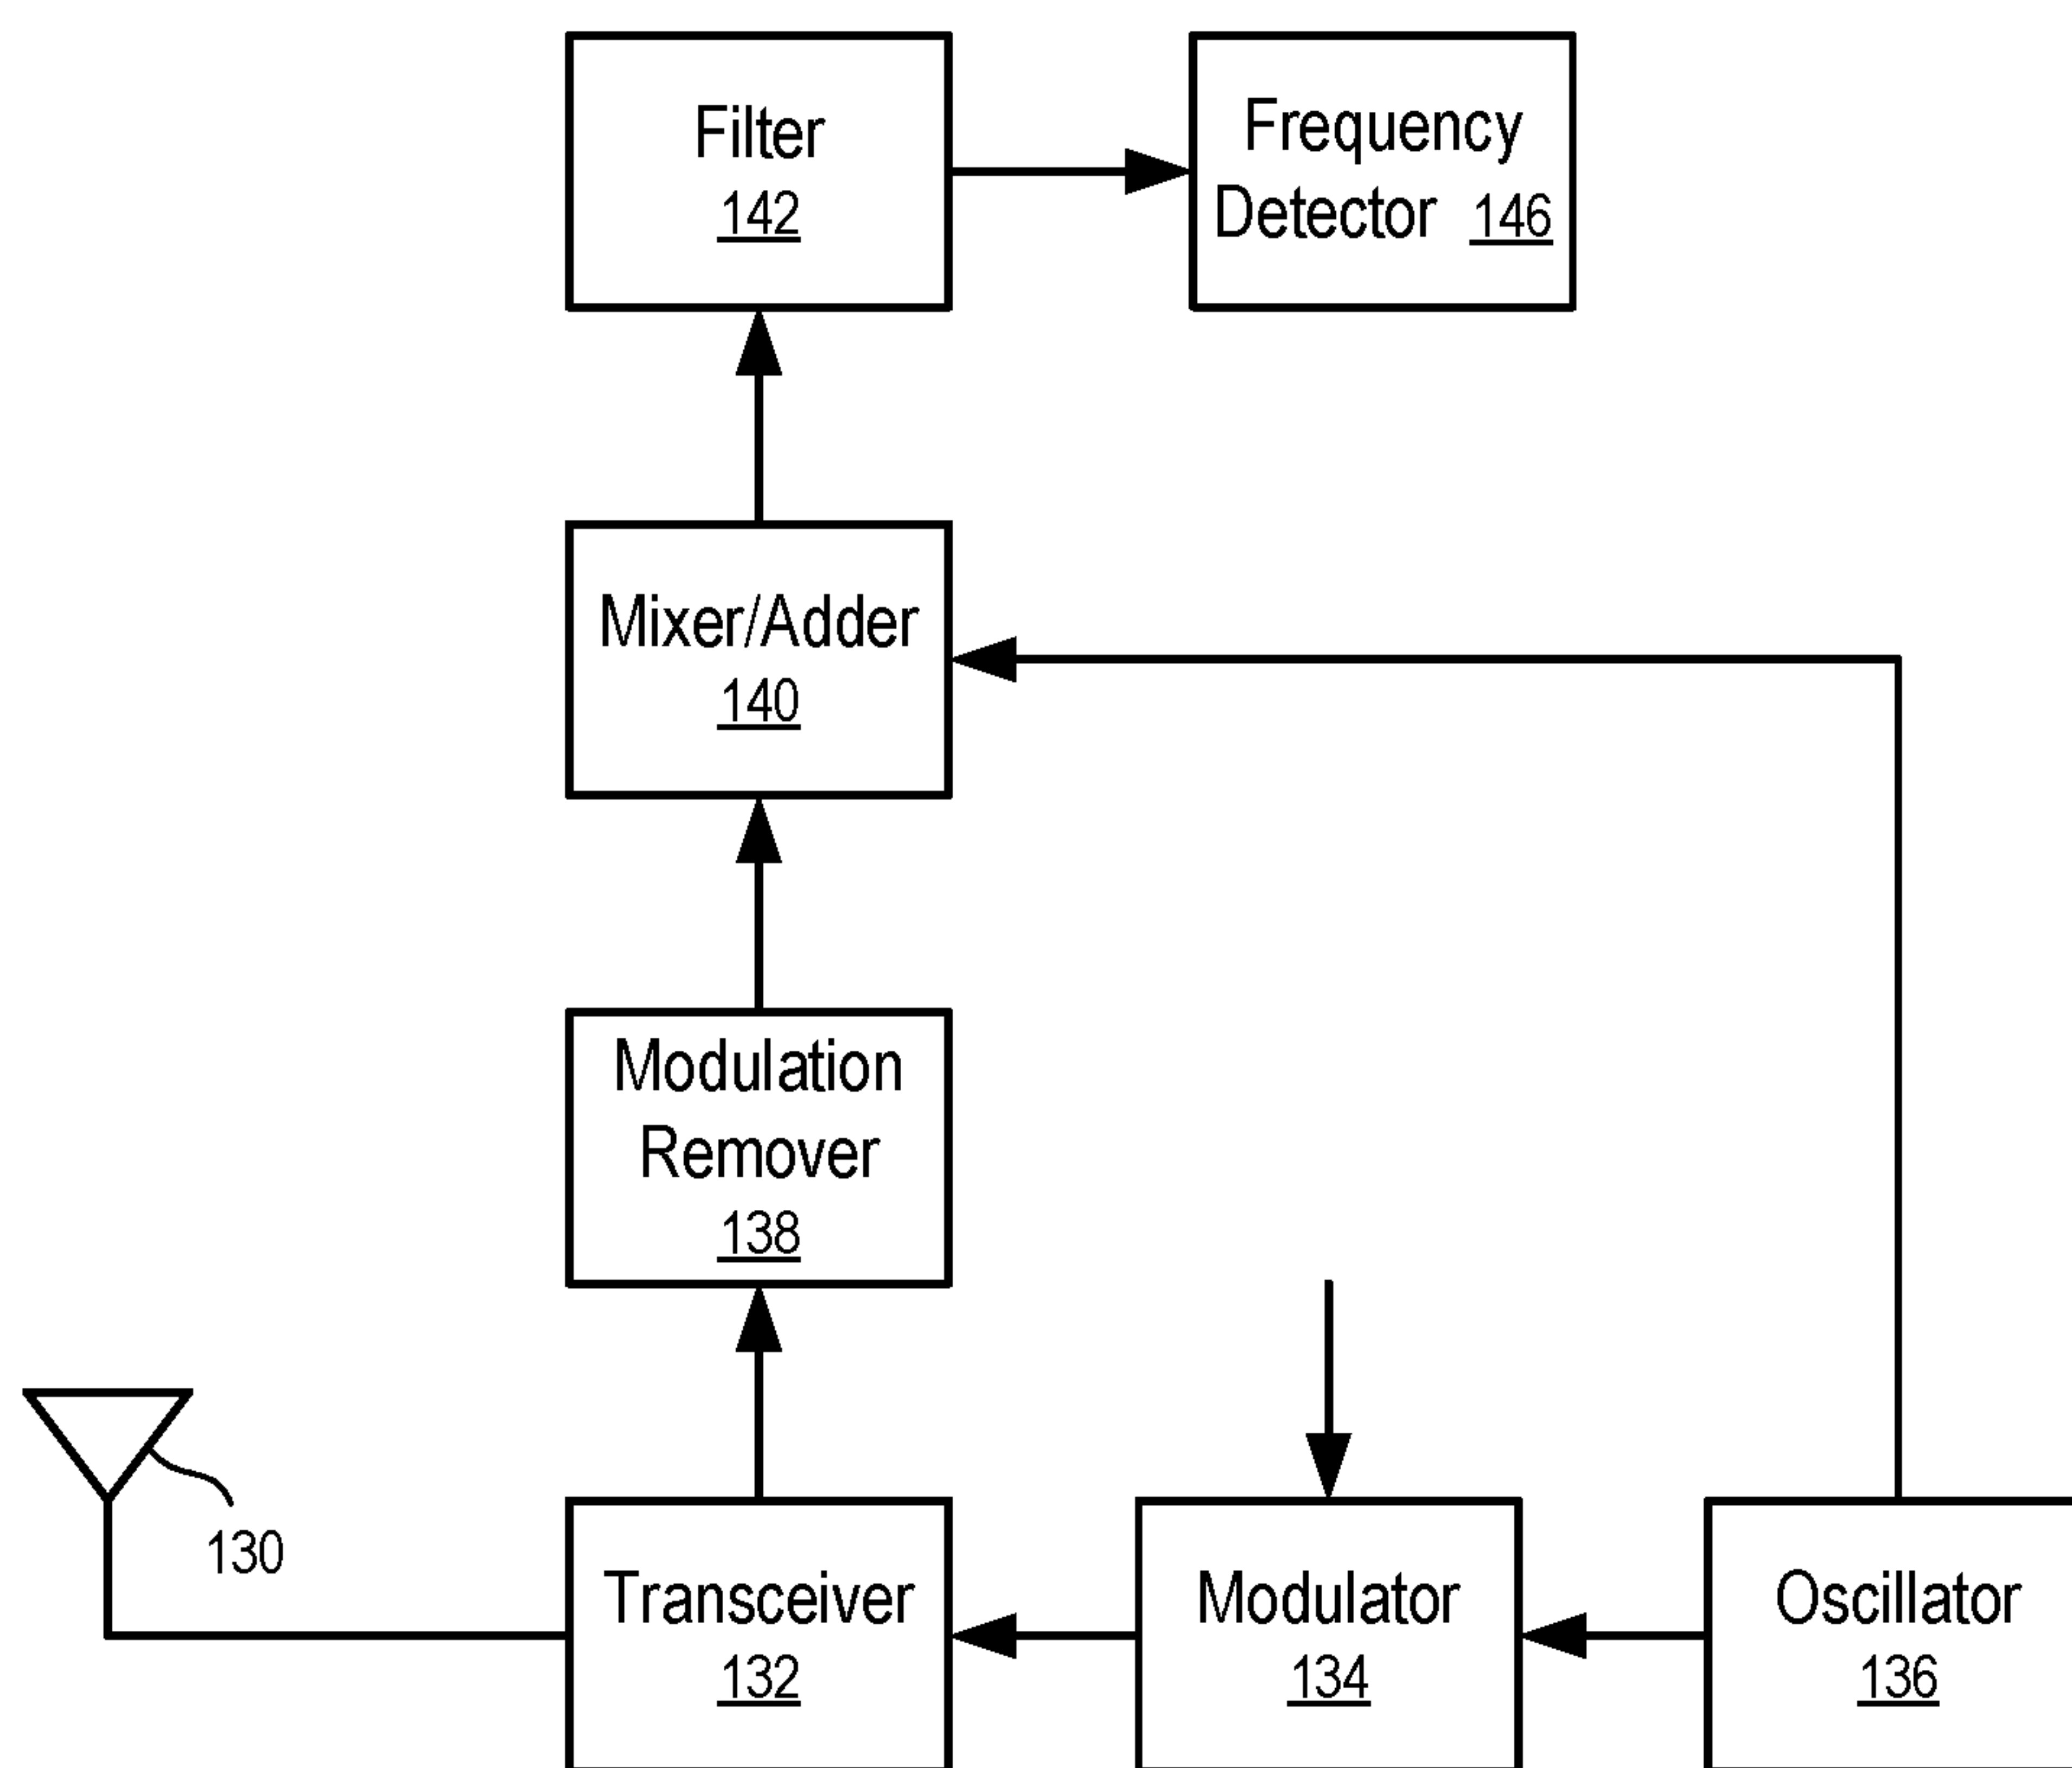 Filter
142
Frequency
Detector 146
Mixer/Adder
140
Modulation
Remover
138
130
Transceiver
132
Modulator
134
Oscillator
136